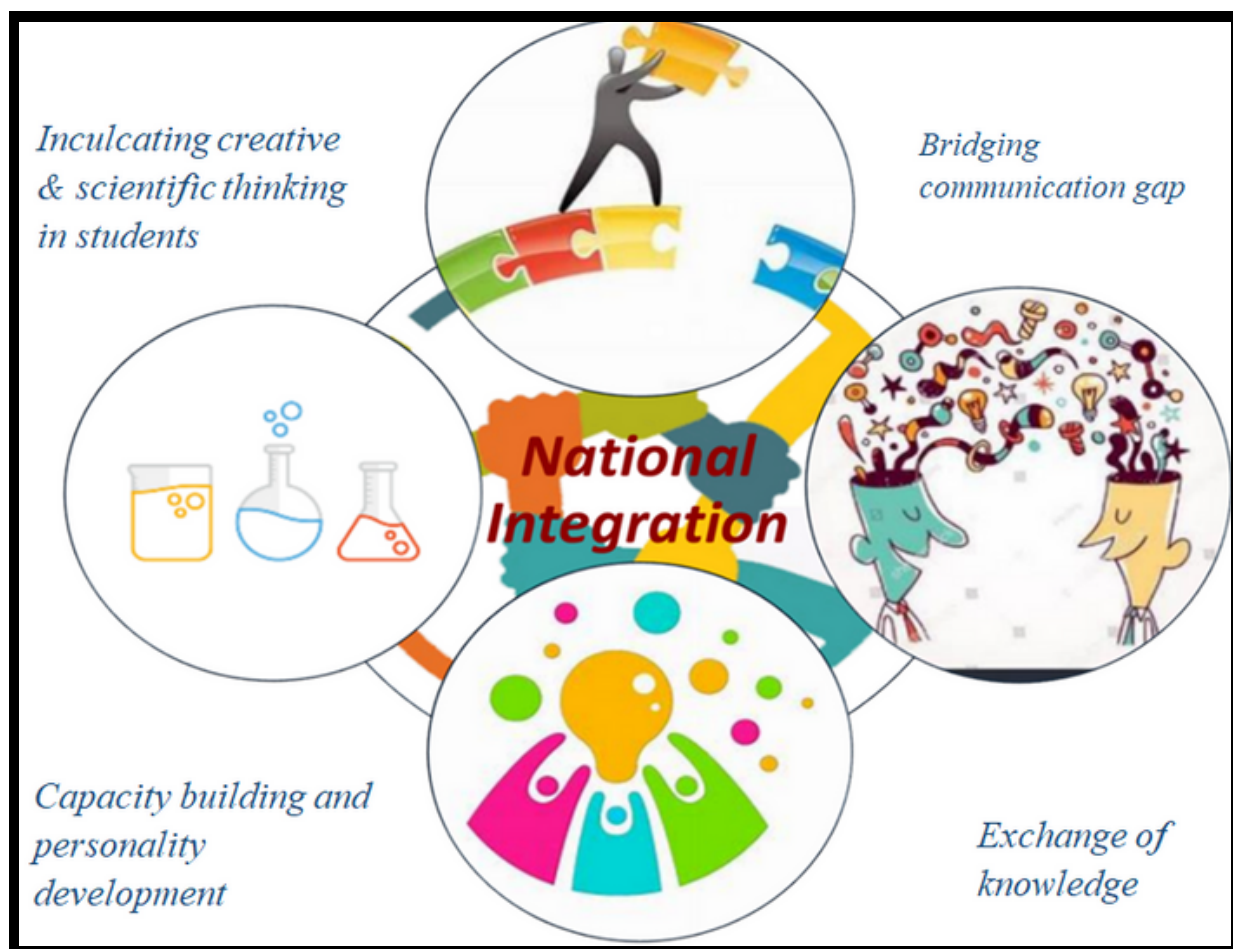 Inculcating creative
& scientific thinking
in students
Bridging
communication gap
National
Integration
Capacity building and
personality
development
Exchange of
knowledge